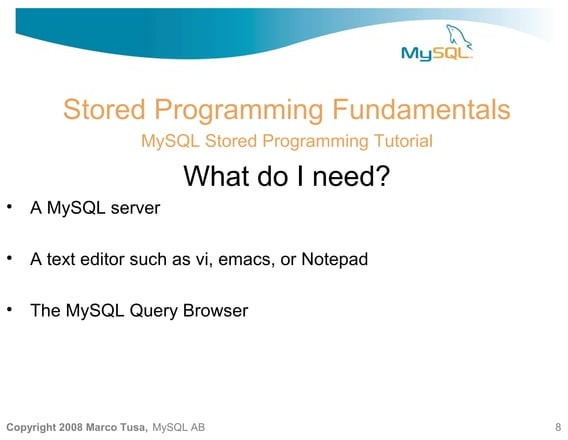 MySQL
Stored Programming Fundamentals
MySQL Stored Programming Tutorial
What do I need?
• A MySQL server
• A text editor such as vi, emacs, or Notepad
• The MySQL Query Browser
Copyright 2008 Marco Tusa, MySQL AB 8